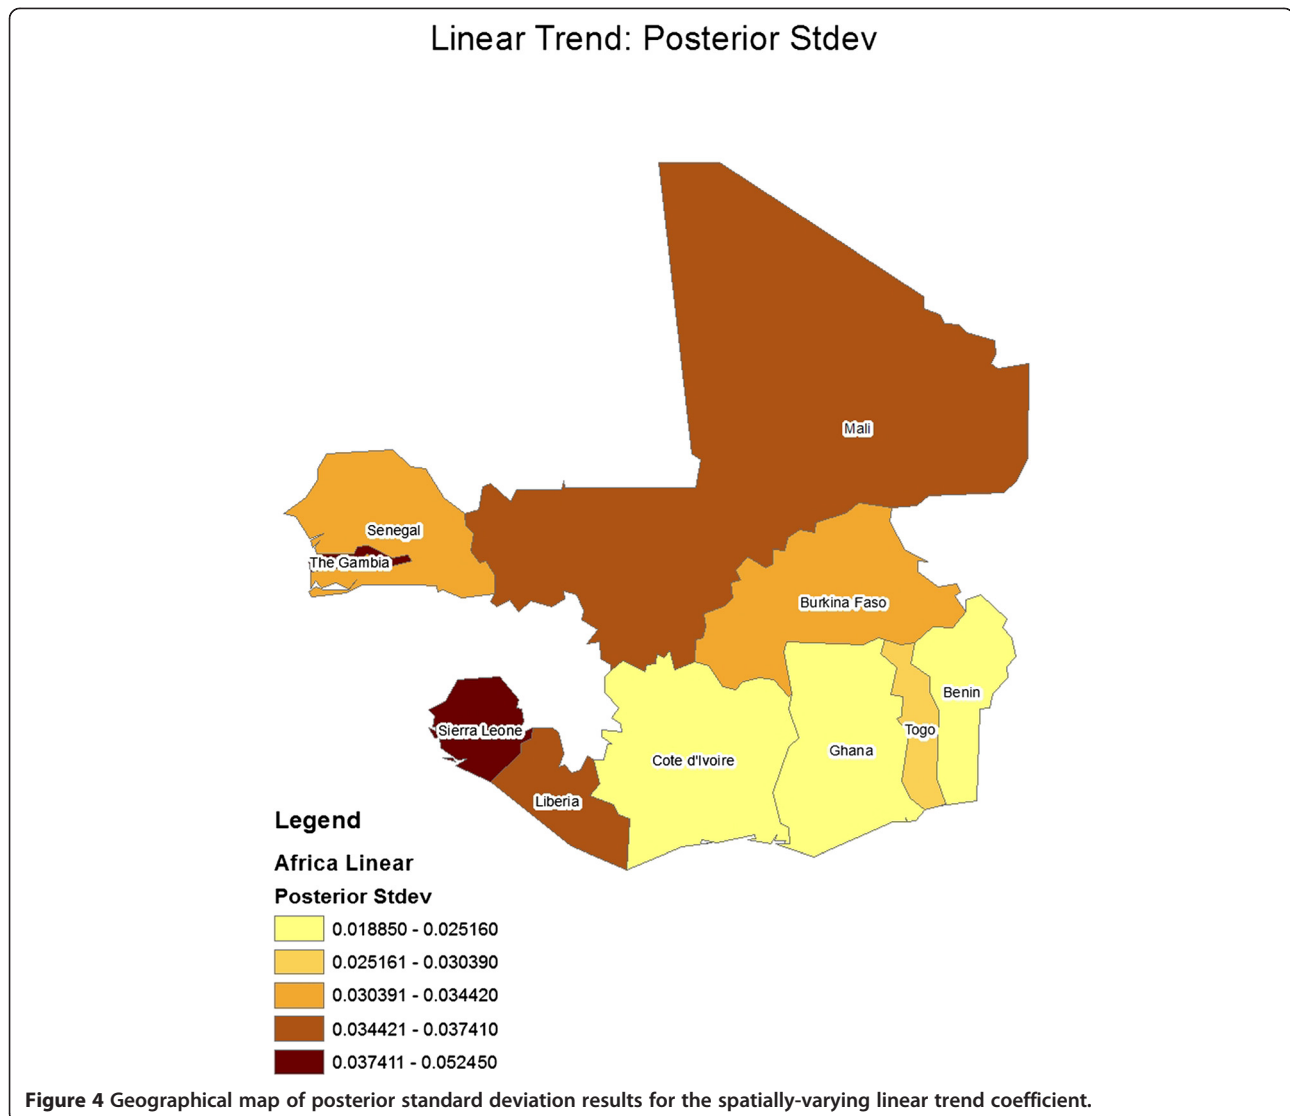 Linear Trend: Posterior Stdev
Mali
Senegal
The Gambia
Burkina Faso
Benin
Sierra Leone
Togo
Ghana
Cote d'Ivoire
Liberia
Legend
Africa Linear
Posterior Stdev
0.018850 - 0.025160
0.025161 - 0.030390
0.030391 - 0.034420
0.034421 - 0.037410
0.037411 - 0.052450
Figure 4 Geographical map of posterior standard deviation results for the spatially-varying linear trend coefficient.